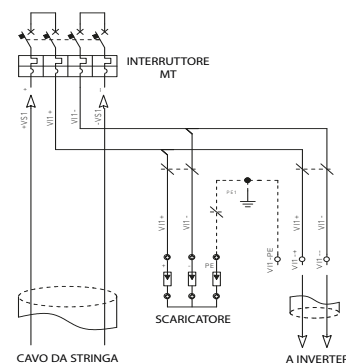 INTERRUTTORE
MT
+
-
+VS1
VI1+
VI1-
-VS1
PE1
VI1+
VI1-
VI1-PE
VI1+
VI1-
VI1-+
VI1--
+
-
PE
SCARICATORE
CAVO DA STRINGA
A INVERTER